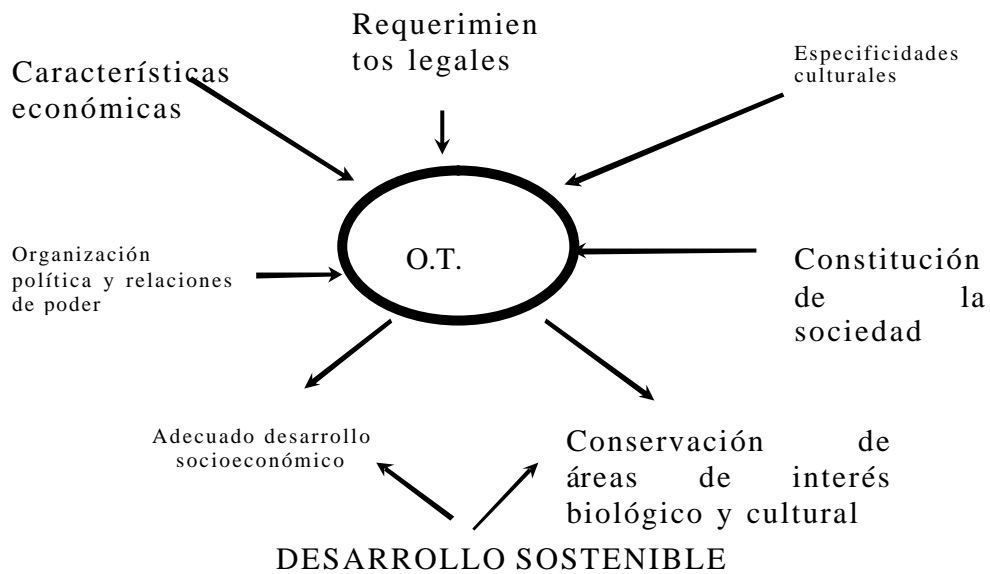 Requerimien
tos legales
Características
económicas
Especificidades
culturales
Organización
política y relaciones
de poder
O.T.
Constitución
de la
sociedad
Adecuado desarrollo
socioeconómico
Conservación de
áreas de interés
biológico y cultural
DESARROLLO SOSTENIBLE